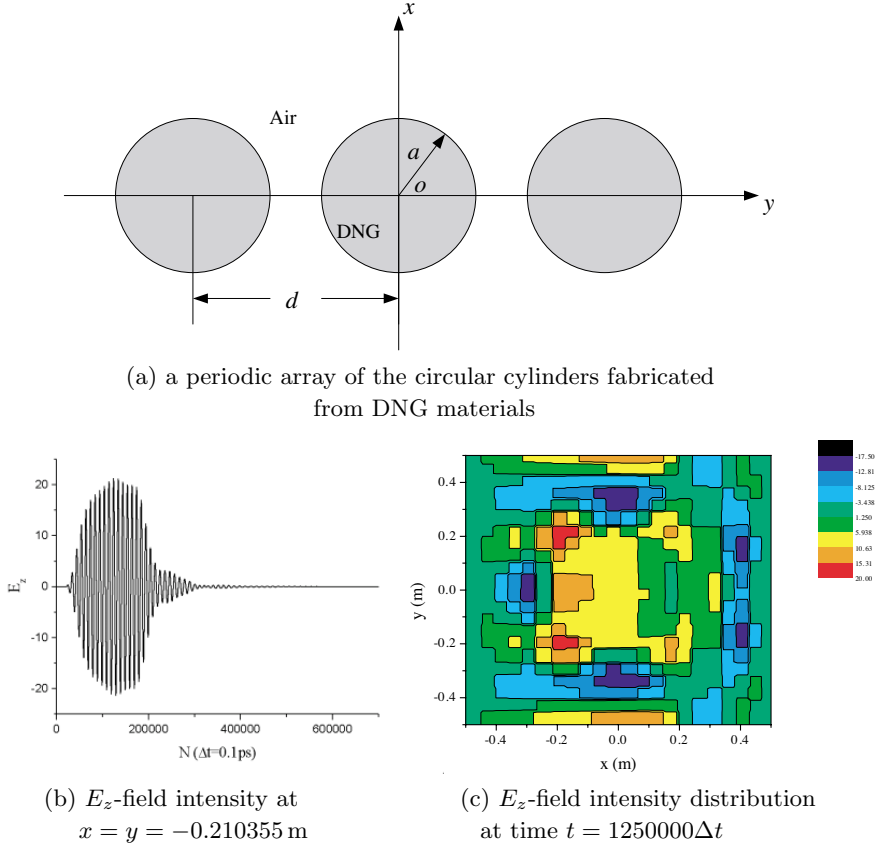 x
Air
a
o
y
DNG
d
(a) a periodic array of the circular cylinders fabricated
from DNG materials
20
10
0
-10
-20
E_z
0 200000 400000 600000
N (Δt=0.1ps)
0.4
0.2
0.0
-0.2
-0.4
y (m)
-0.4 -0.2 0.0 0.2 0.4
x (m)
-17.50
-12.81
-8.125
-3.438
1.250
5.938
10.63
15.31
20.00
(b) E_z-field intensity at
x = y = −0.210355 m
(c) E_z-field intensity distribution
at time t = 1250000Δt